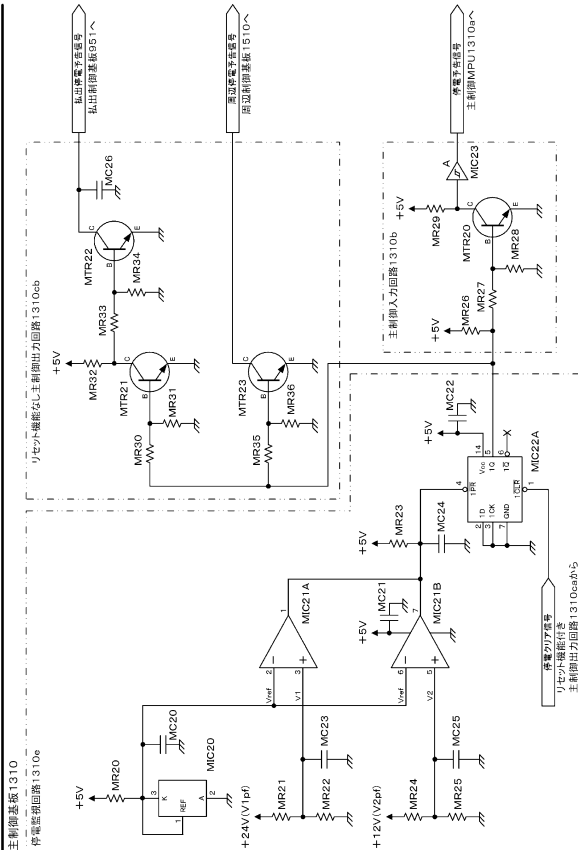 主制御基板1310
停電監視回路1310e
リセット機能なし主制御出力回路1310cb
払出停電予告信号
払出制御基板951へ
周辺停電予告信号
周辺制御基板1510へ
主制御入力回路1310b
停電予告信号
主制御MPU1310aへ
停電クリア信号
リセット機能付き
主制御出力回路1310caから
+5V
MR20
MC20
MIC20
K
REF
A
3
1
2
+24V(V1pf)
MR21
MR22
MC23
Vref
V1
2
3
1
MIC21A
+12V(V2pf)
MR24
MR25
MC25
Vref
V2
6
5
7
MIC21B
+5V
MC21
+5V
MR23
MC24
+5V
MC22
MIC22A
1PR
1D
1CK
GND
Vcc
1Q
1Q
1CLR
4
2
3
7
14
5
6
1
MR30
MR31
MTR21
B
C
E
+5V
MR32
MR33
MR34
MTR22
B
C
E
MC26
MR35
MR36
MTR23
B
C
E
+5V
MR26
MR27
MR28
MTR20
B
C
E
+5V
MR29
A
MIC23